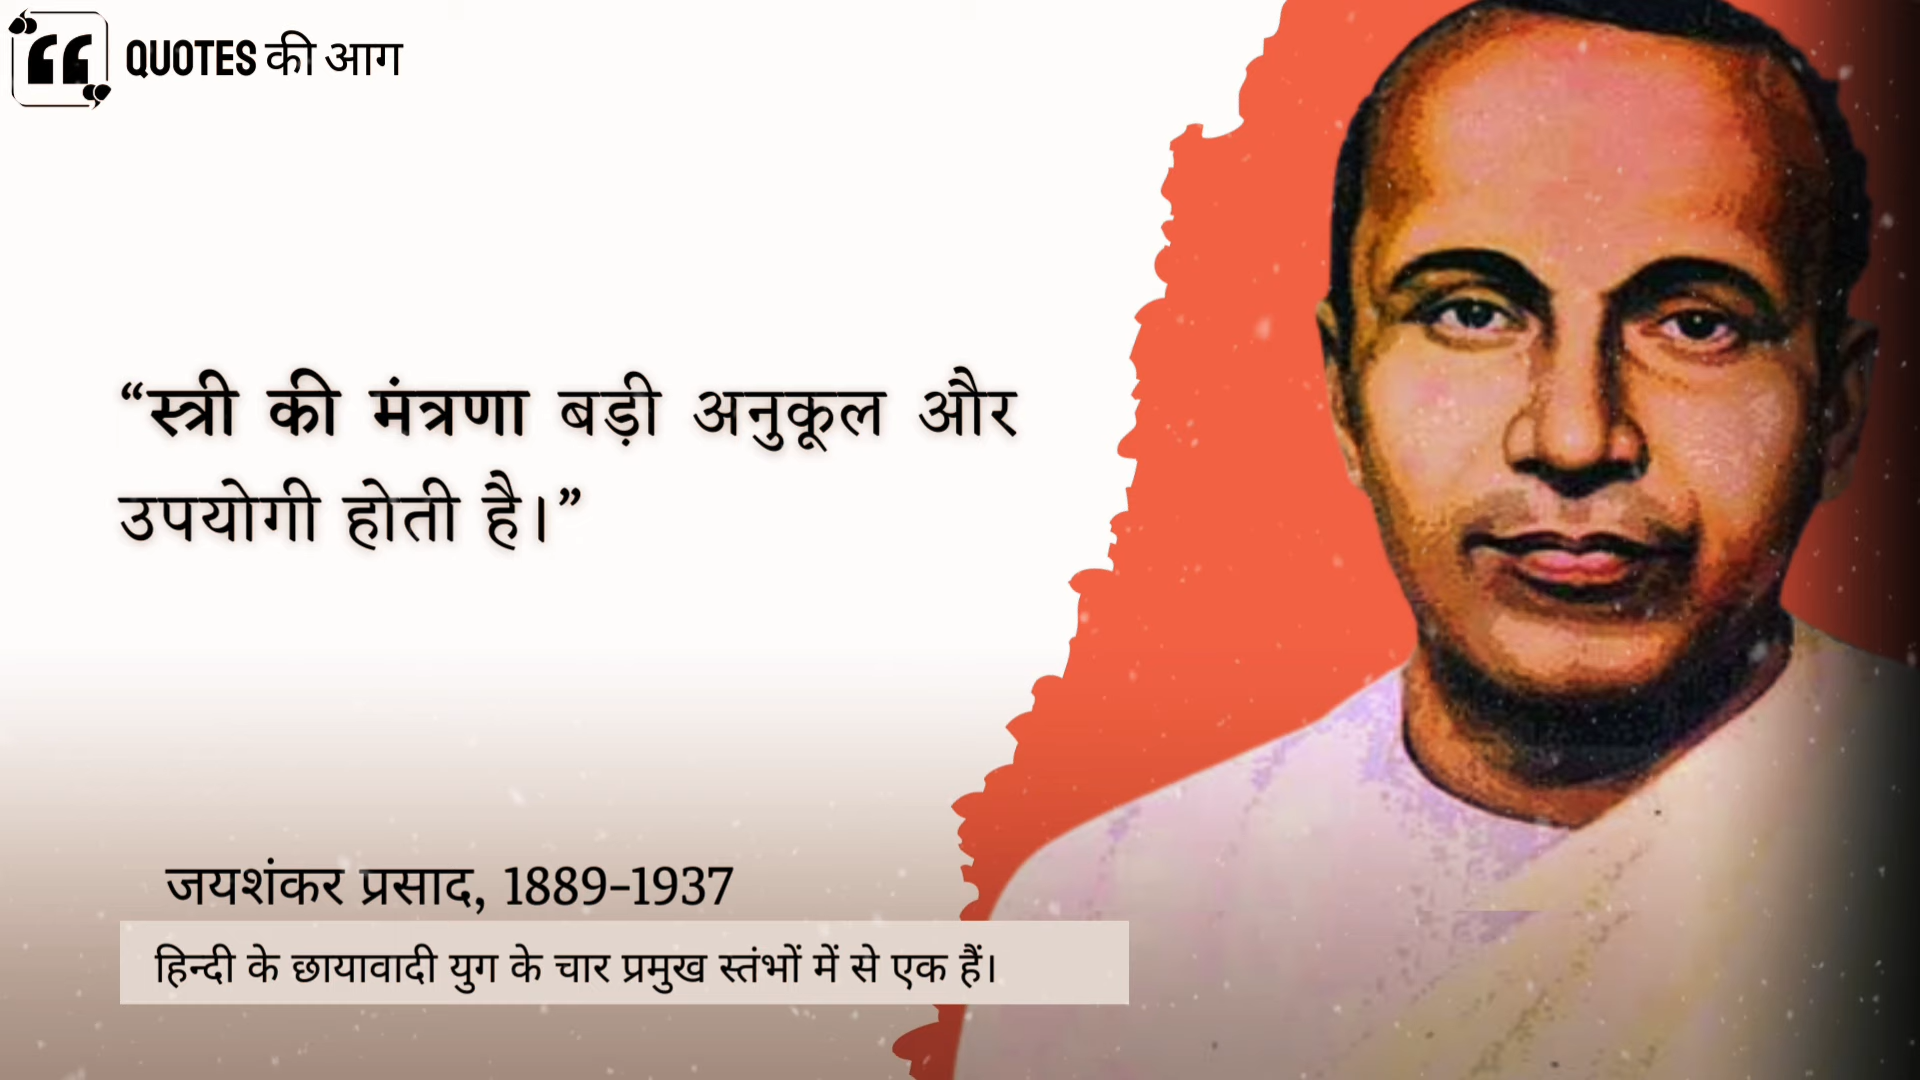 QUOTES की आग
“स्त्री की मंत्रणा बड़ी अनुकूल और
उपयोगी होती है।”
जयशंकर प्रसाद, 1889-1937
हिन्दी के छायावादी युग के चार प्रमुख स्तंभों में से एक हैं।